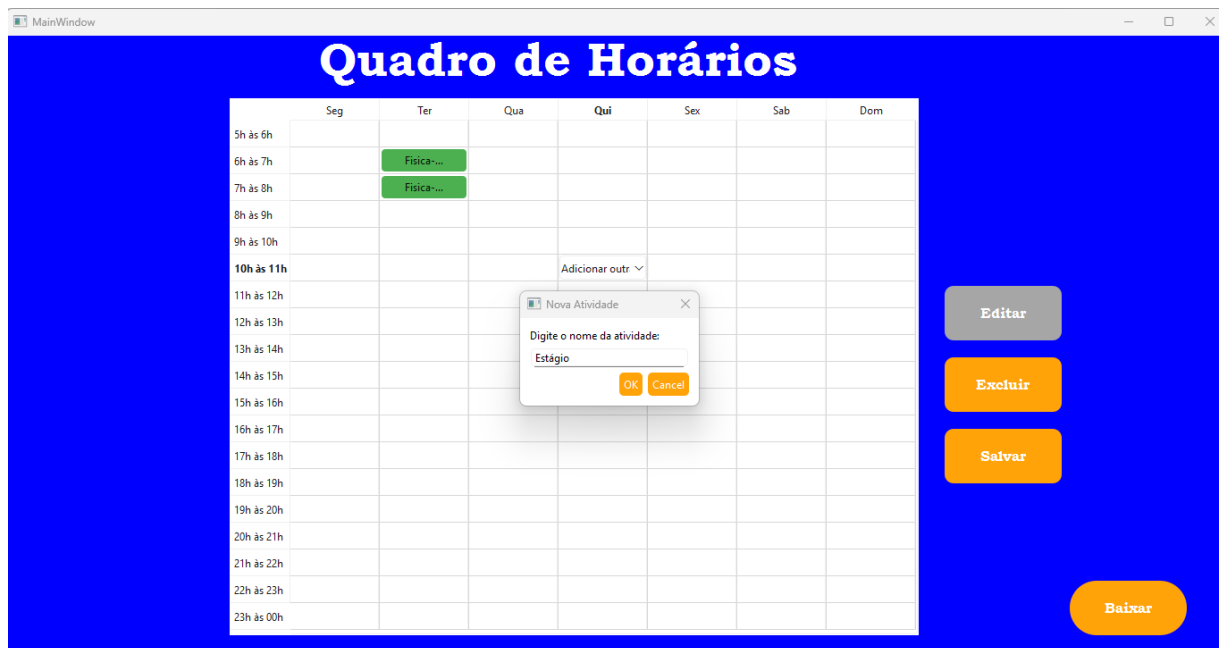 MainWindow
Quadro de Horários
Seg Ter Qua Qui Sex Sab Dom
5h às 6h
6h às 7h Fisica-...
7h às 8h Fisica-...
8h às 9h
9h às 10h
10h às 11h Adicionar outr
11h às 12h
12h às 13h
13h às 14h
14h às 15h
15h às 16h
16h às 17h
17h às 18h
18h às 19h
19h às 20h
20h às 21h
21h às 22h
22h às 23h
23h às 00h
Nova Atividade
Digite o nome da atividade:
Estágio
OK Cancel
Editar
Excluir
Salvar
Baixar